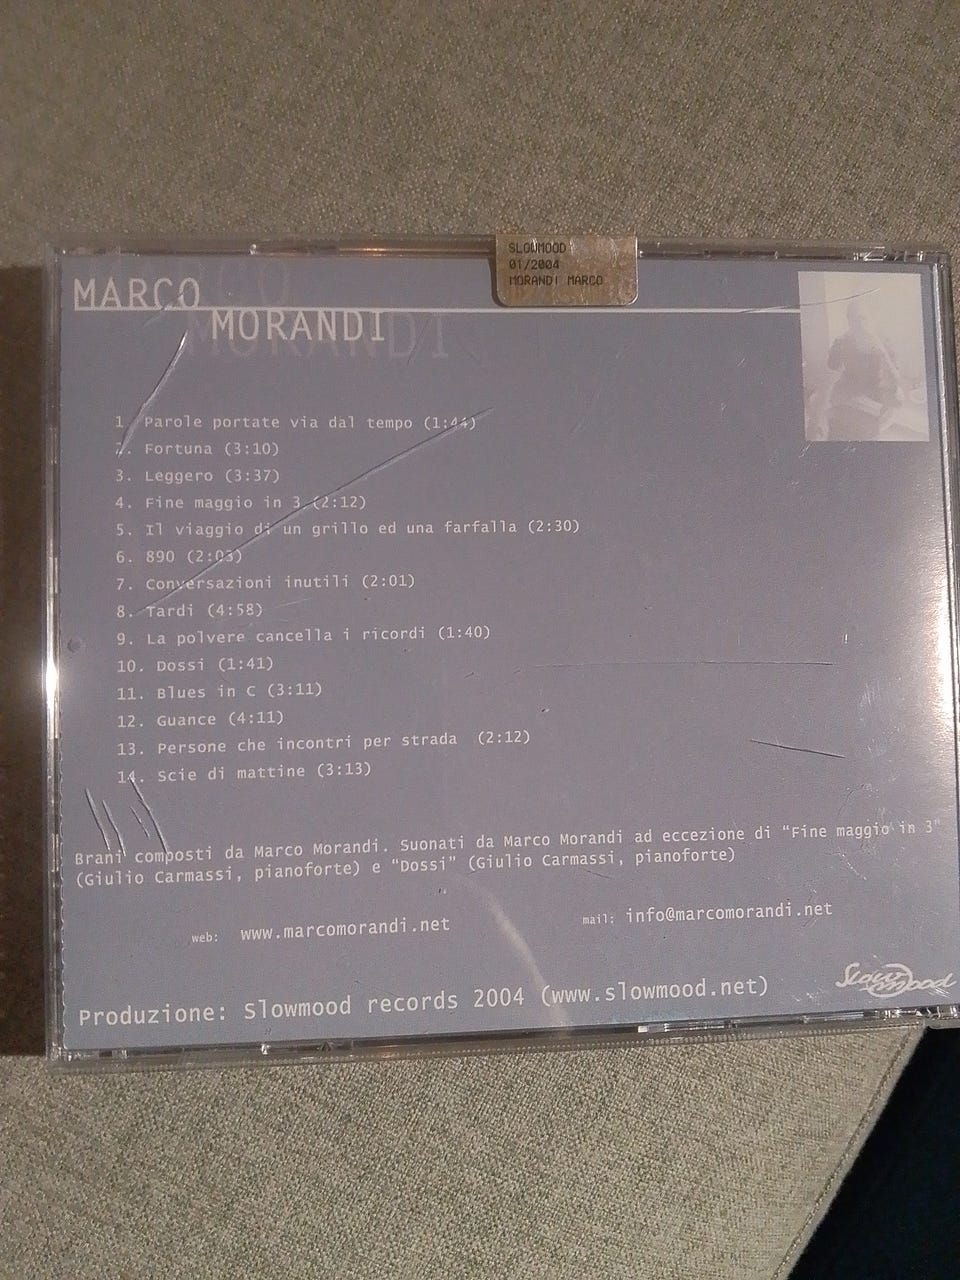 SLOWMOOD
01/2004
MORANDI MARCO
MARCO
MORANDI
1. Parole portate via dal tempo (1:44)
2. Fortuna (3:10)
3. Leggero (3:37)
4. Fine maggio in 3 (2:12)
5. Il viaggio di un grillo ed una farfalla (2:30)
6. 890 (2:03)
7. Conversazioni inutili (2:01)
8. Tardi (4:58)
9. La polvere cancella i ricordi (1:40)
10. Dossi (1:41)
11. Blues in C (3:11)
12. Guance (4:11)
13. Persone che incontri per strada (2:12)
14. Scie di mattine (3:13)
Brani composti da Marco Morandi. Suonati da Marco Morandi ad eccezione di “Fine maggio in 3”
(Giulio Carmassi, pianoforte) e “Dossi” (Giulio Carmassi, pianoforte)
web: www.marcomorandi.net mail: info@marcomorandi.net
Produzione: Slowmood records 2004 (www.slowmood.net)
Slow
mood